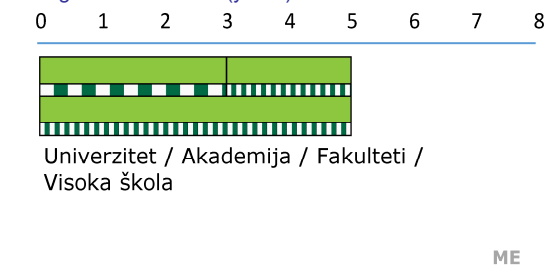 0 1 2 3 4 5 6 7 8
Univerzitet / Akademija / Fakulteti /
Visoka škola
ME